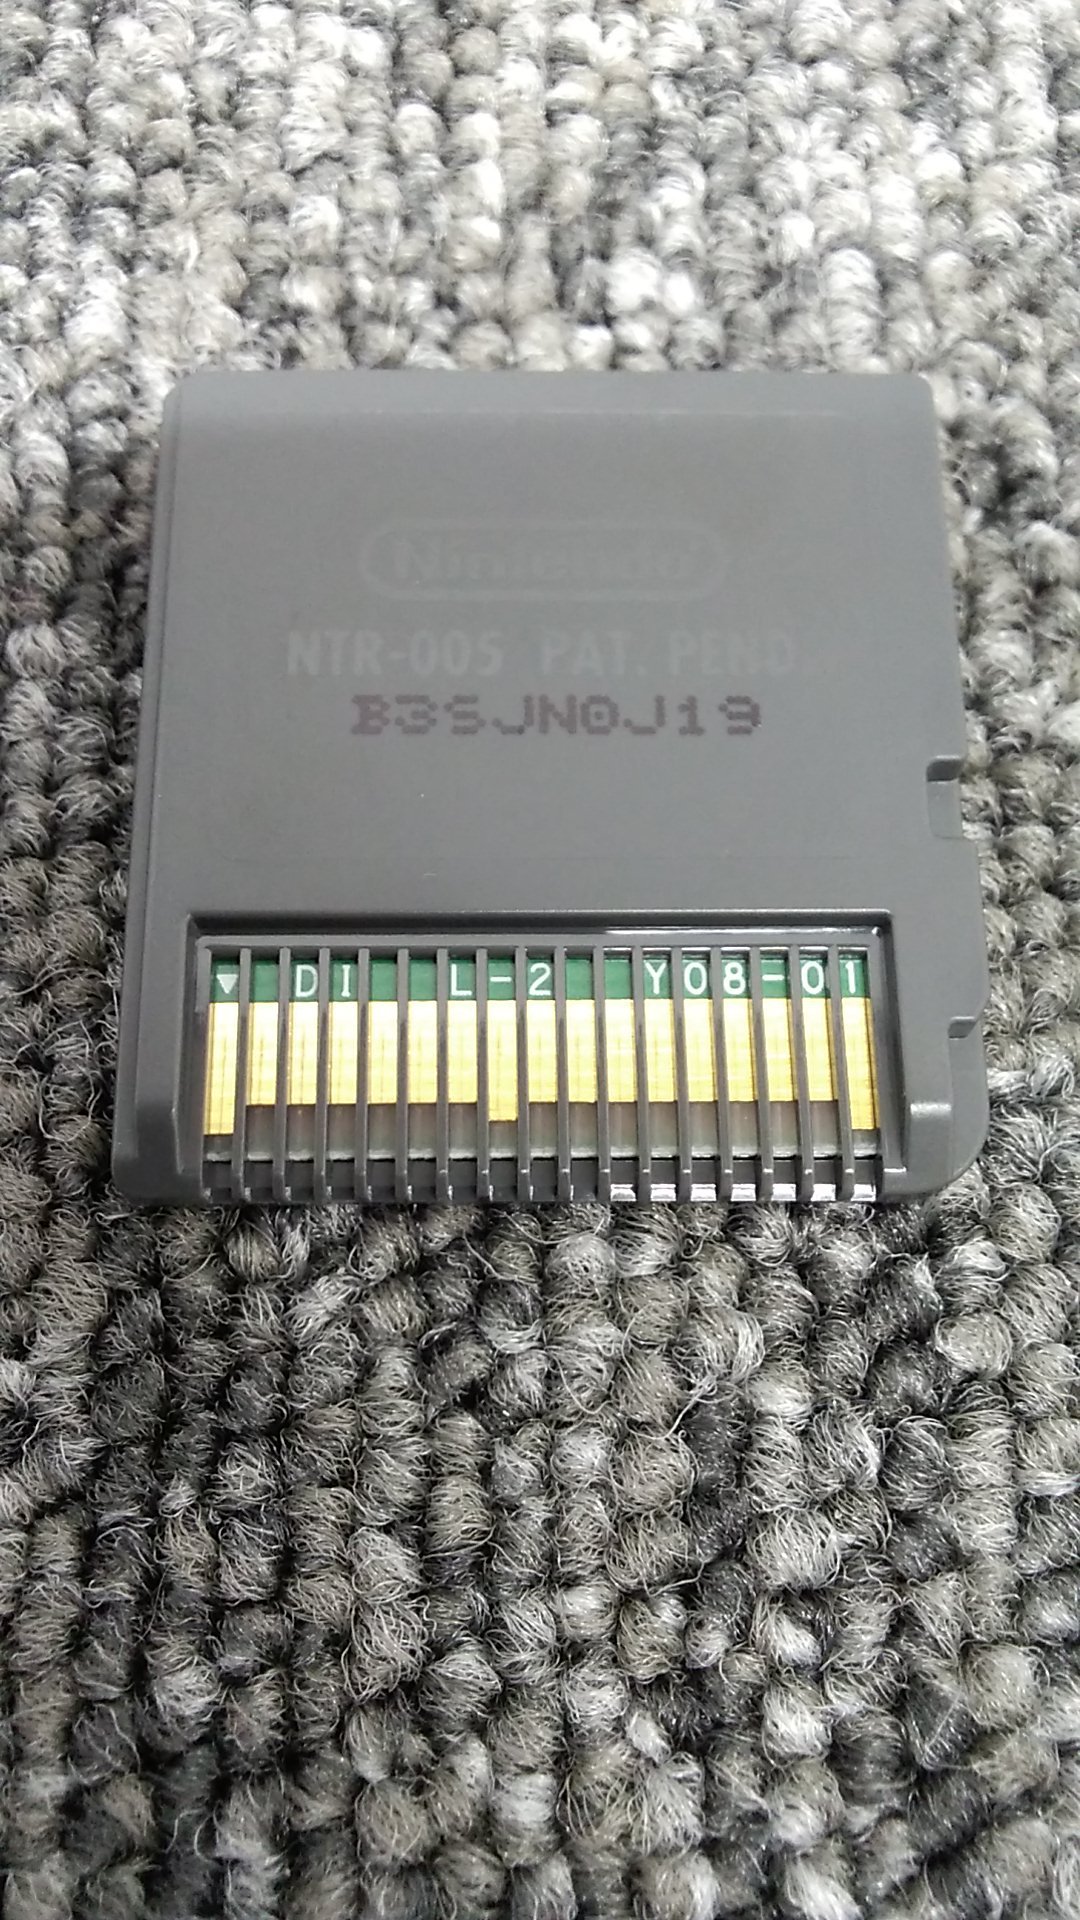 Nintendo
NTR-005 PAT. PEND.
B3SJN0J19
▼ DI L-2 Y08-01